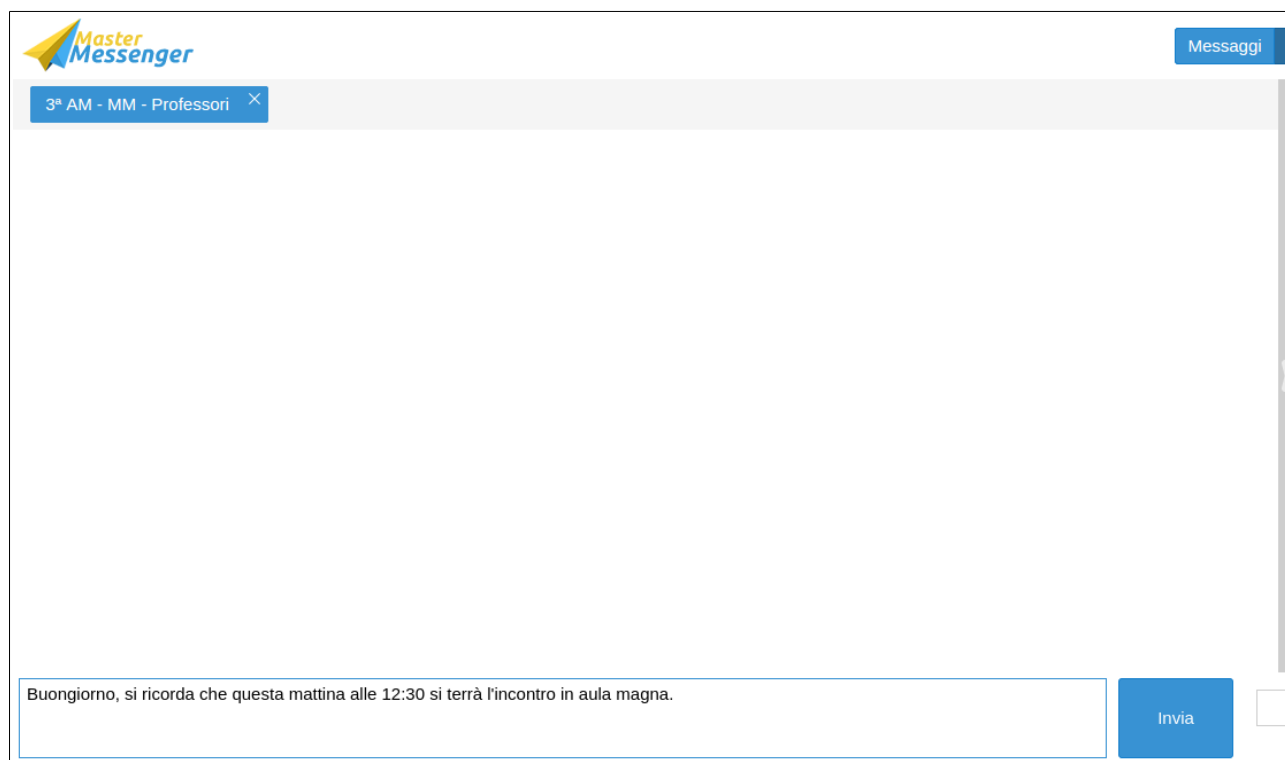 Master
Messenger
Messaggi
3ª AM - MM - Professori
Buongiorno, si ricorda che questa mattina alle 12:30 si terrà l'incontro in aula magna.
Invia